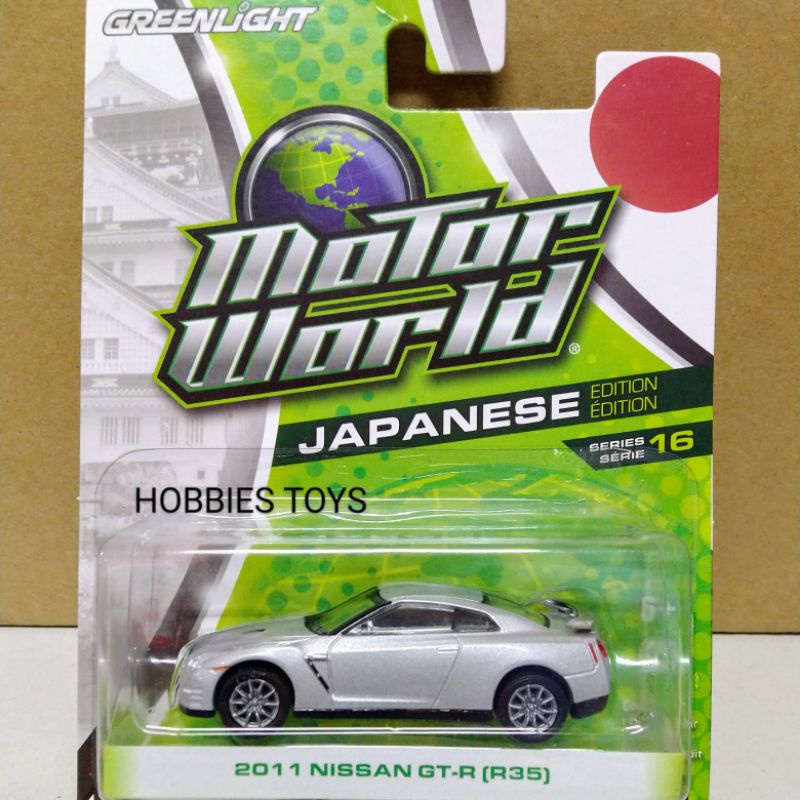 GREENLIGHT
MoToR
World®
JAPANESE EDITION
ÉDITION
SERIES 16
SÉRIE
HOBBIES TOYS
2011 NISSAN GT-R (R35)